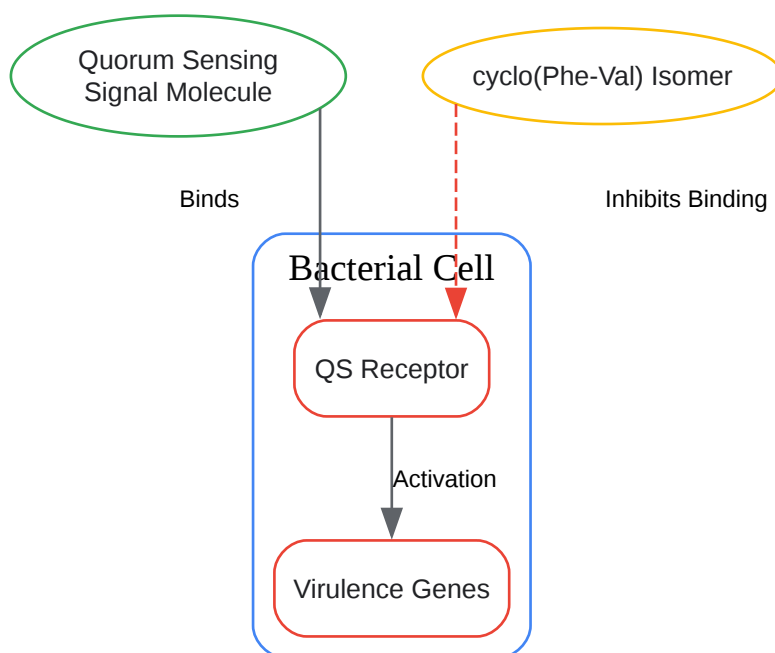 Quorum Sensing
Signal Molecule
cyclo(Phe-Val) Isomer
Binds
Inhibits Binding
Bacterial Cell
QS Receptor
Activation
Virulence Genes